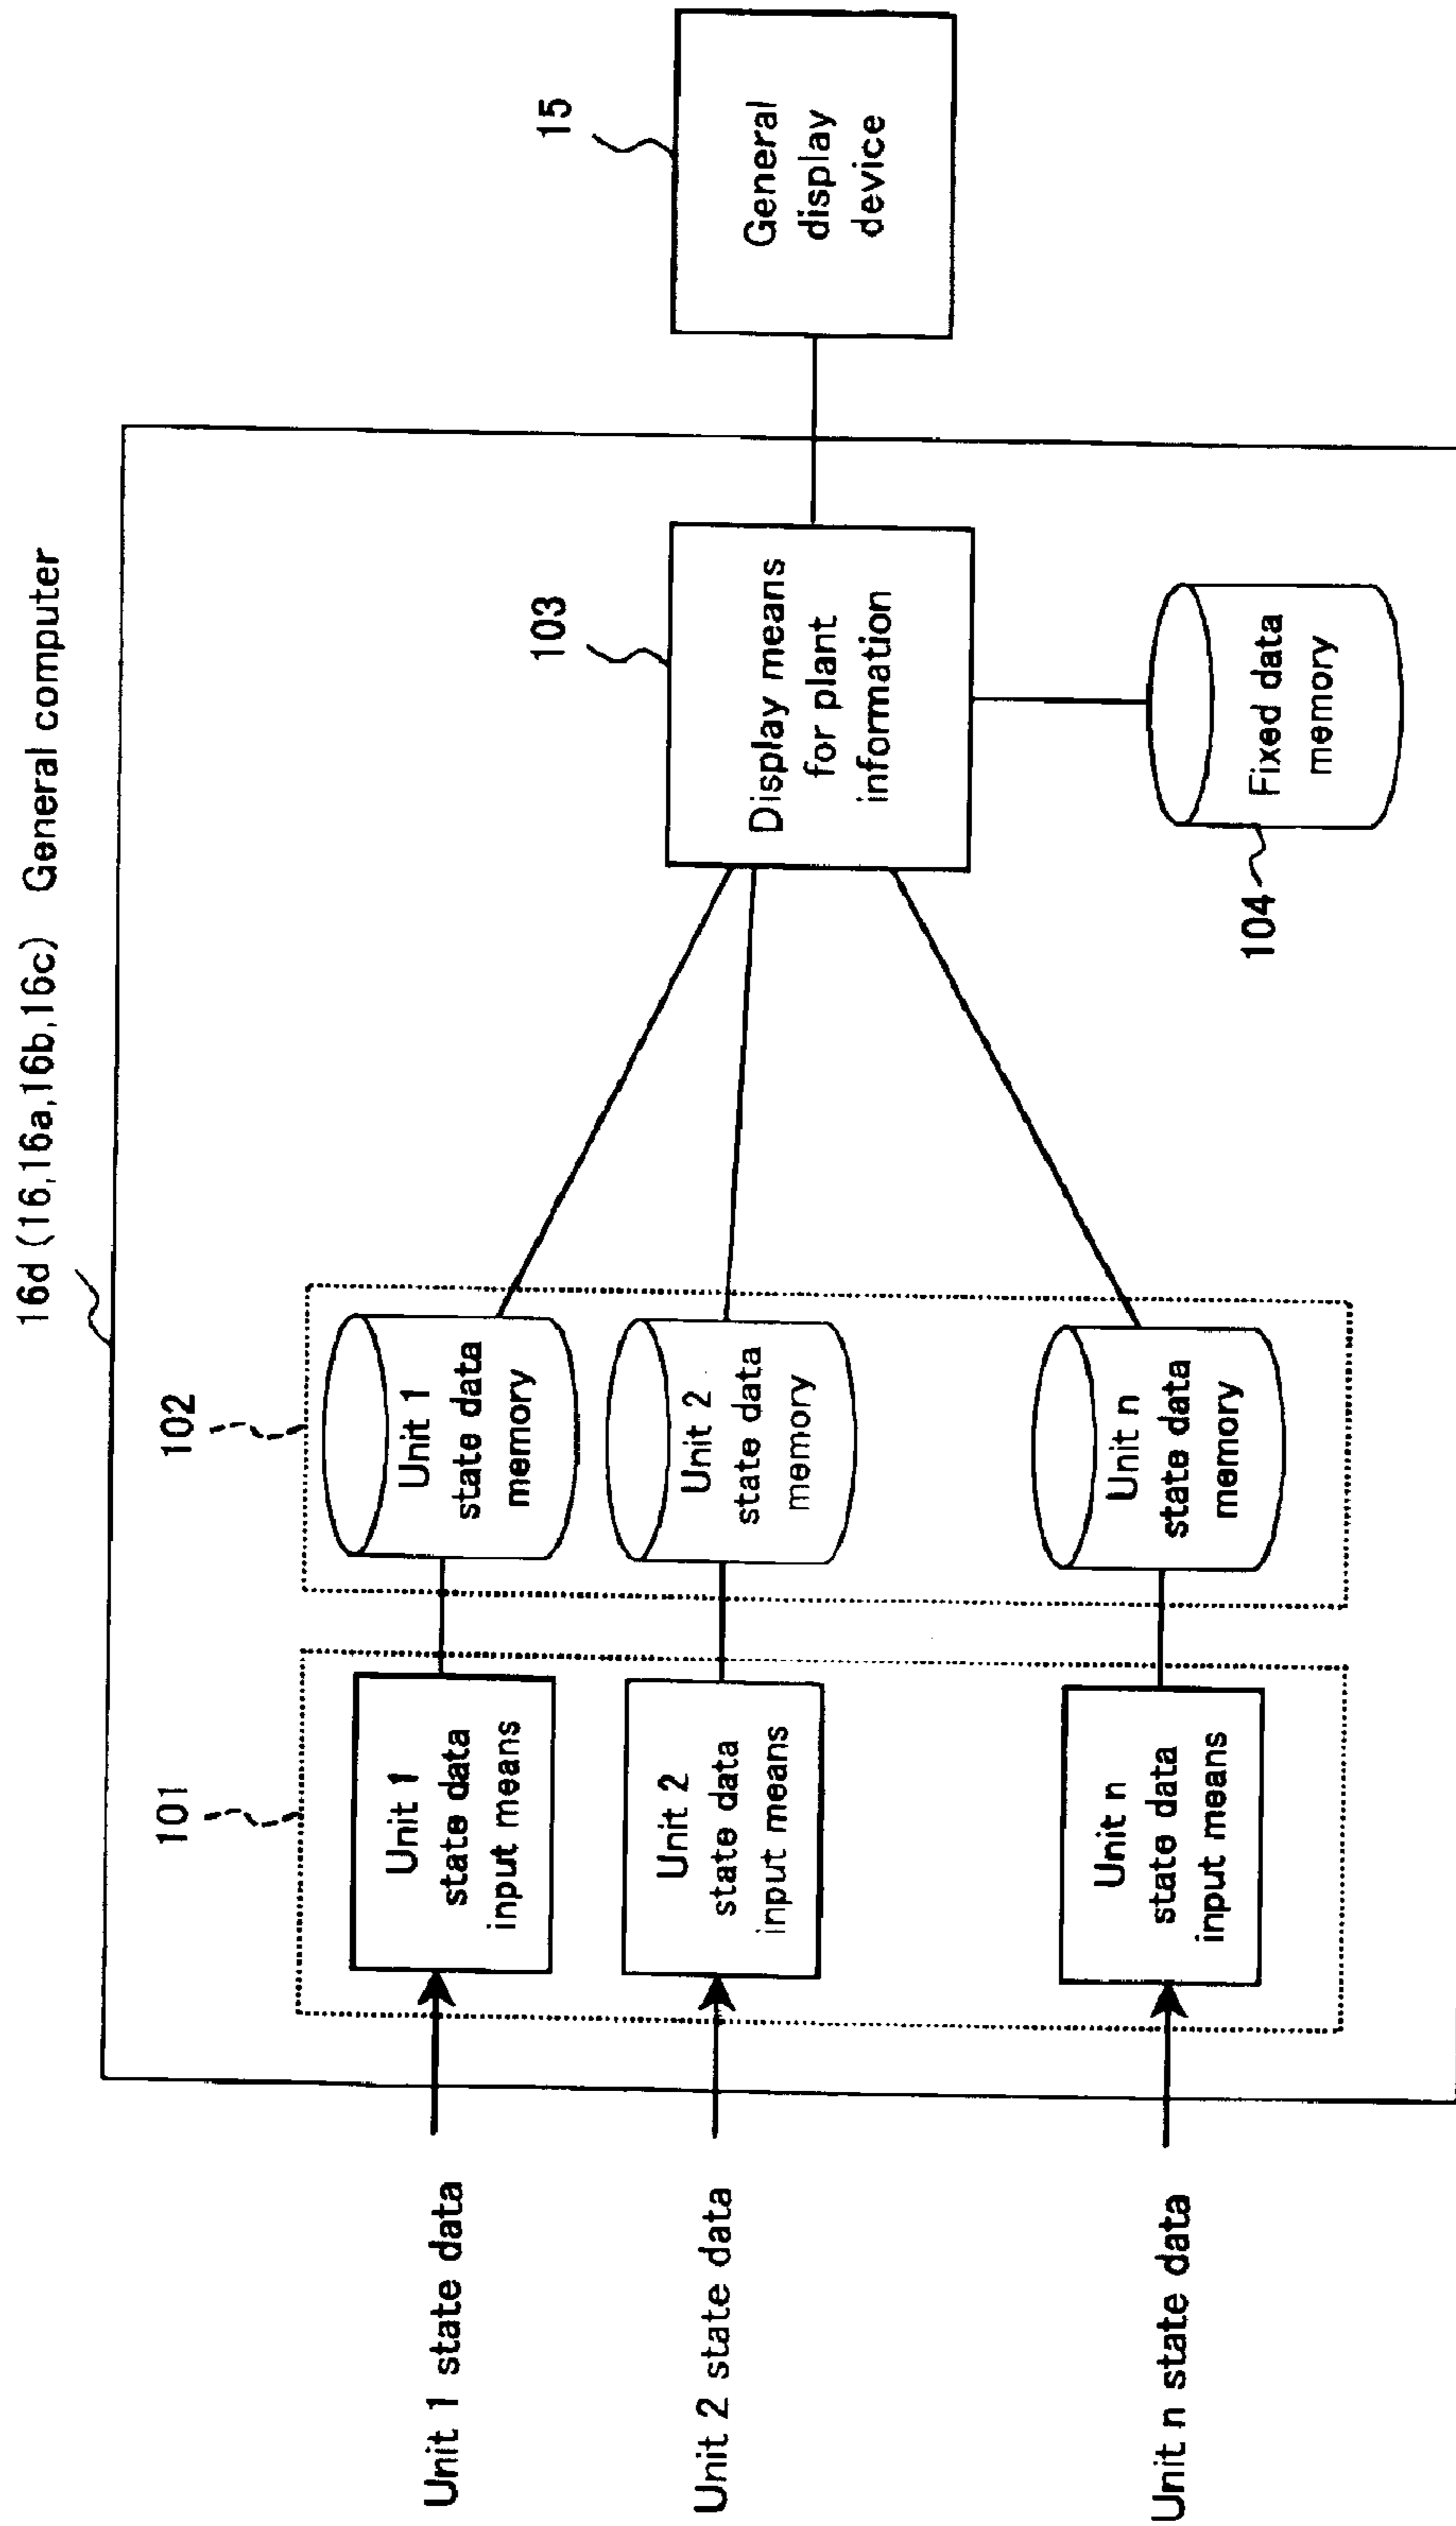 16d (16,16a,16b,16c) General computer
101
102
103
15
Unit 1 state data
Unit 1
state data
input means
Unit 1
state data
memory
Unit 2 state data
Unit 2
state data
input means
Unit 2
state data
memory
Display means
for plant
information
General
display
device
Unit n state data
Unit n
state data
input means
Unit n
state data
memory
104
Fixed data
memory